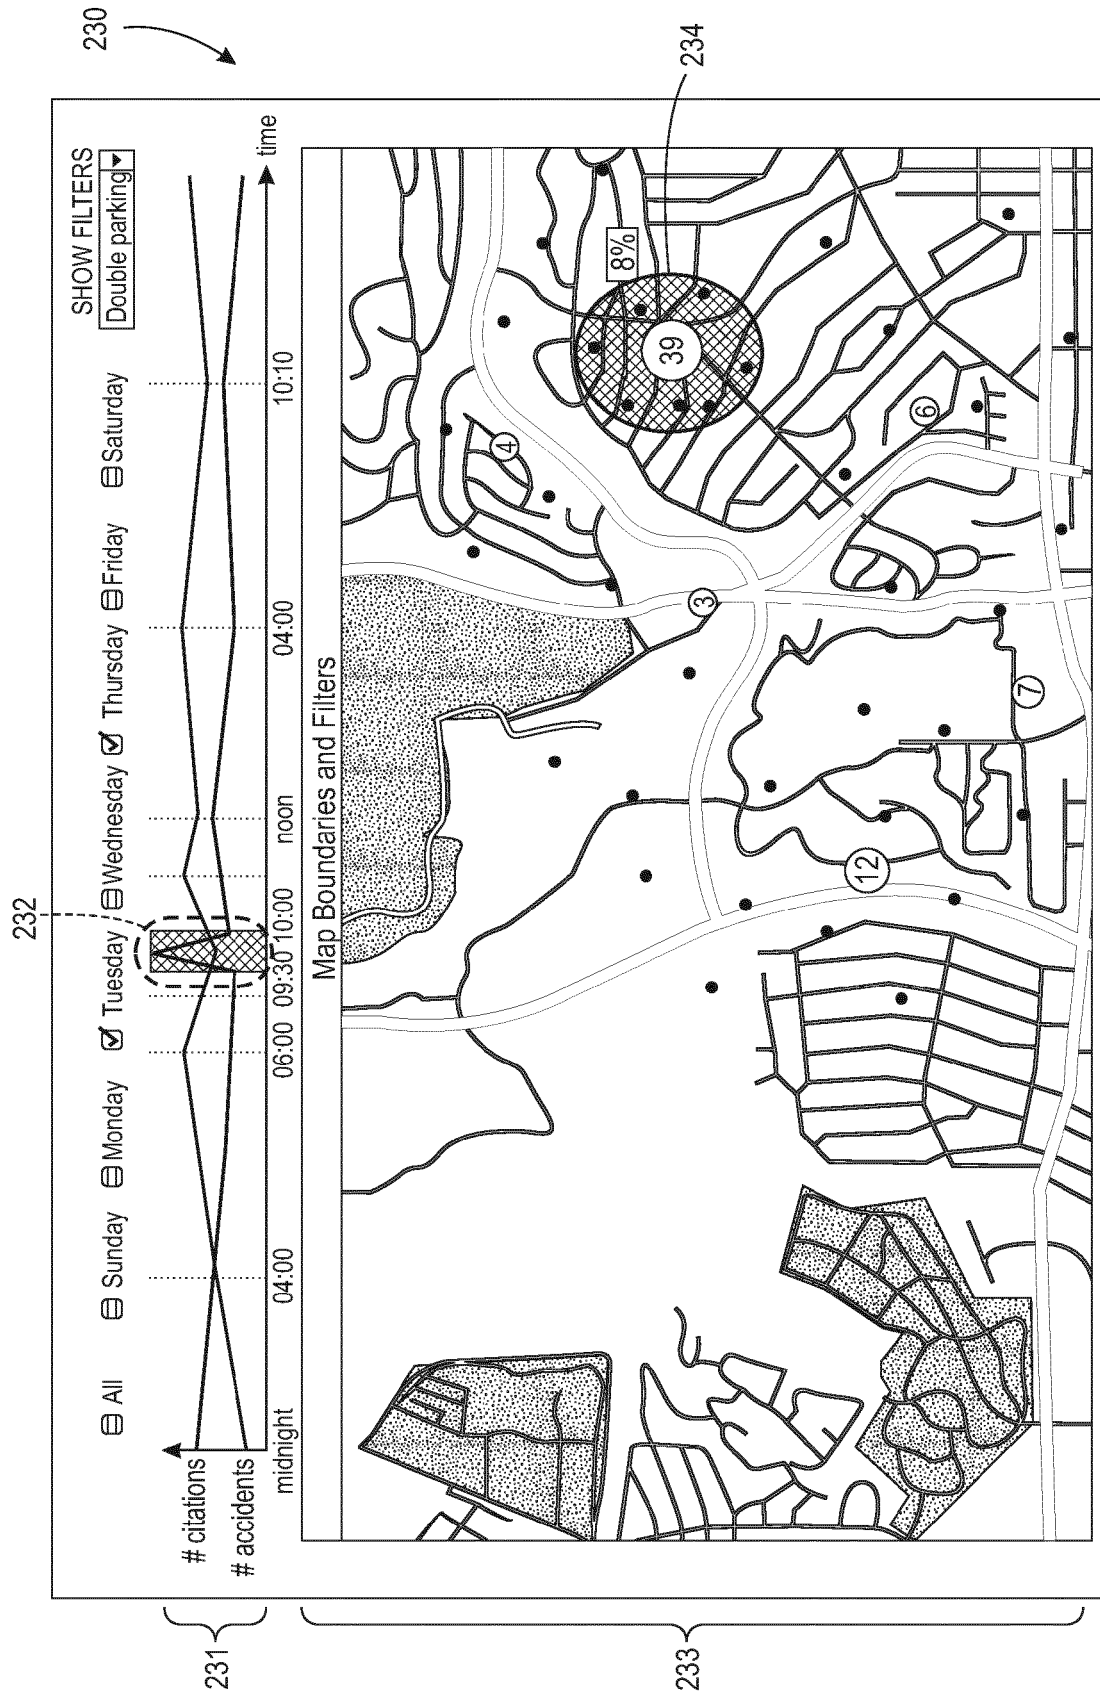 230
SHOW FILTERS
Double parking
All Sunday Monday Tuesday Wednesday Thursday Friday Saturday
232
231
# citations
# accidents
time
midnight 04:00 06:00 09:30 10:00 noon 04:00 10:10
233
Map Boundaries and Filters
8%
234
39
4
3
6
12
7